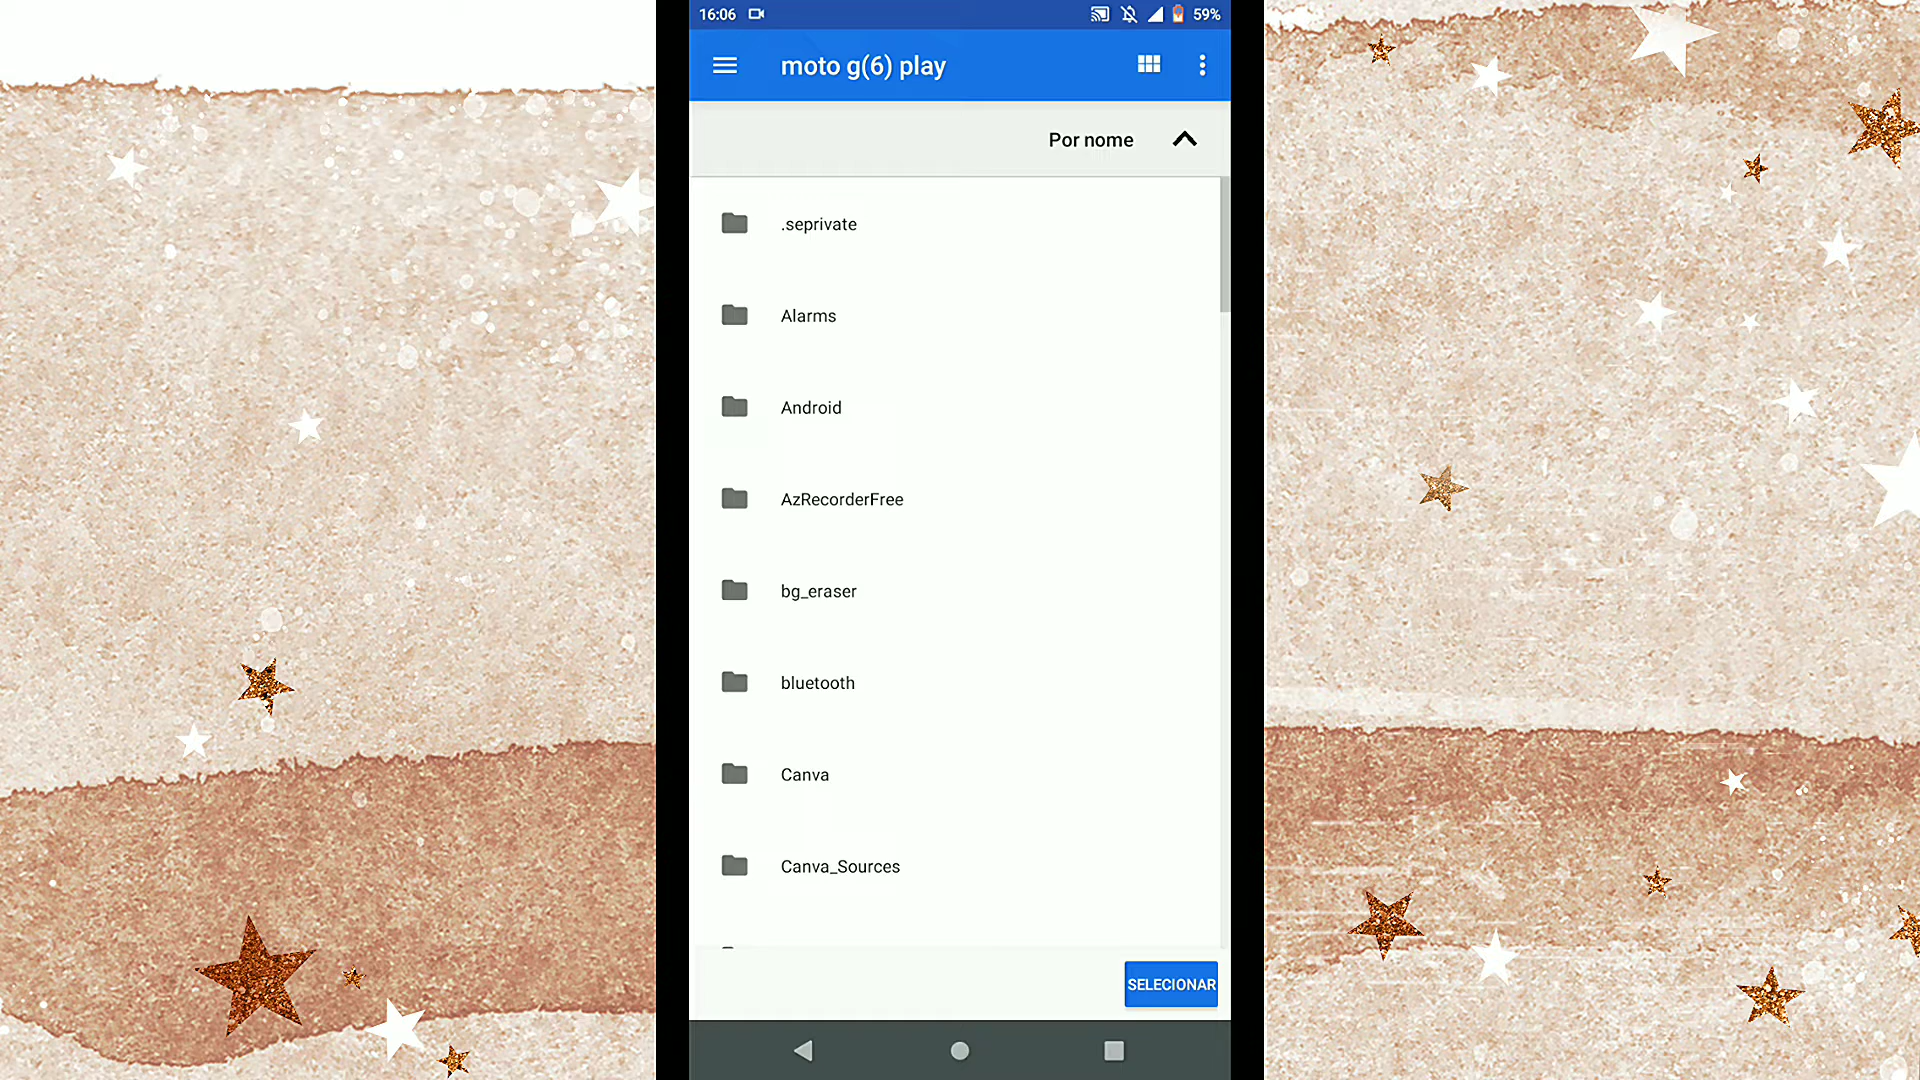 16:06 59%
moto g(6) play
Por nome
.seprivate
Alarms
Android
AzRecorderFree
bg_eraser
bluetooth
Canva
Canva_Sources
SELECIONAR